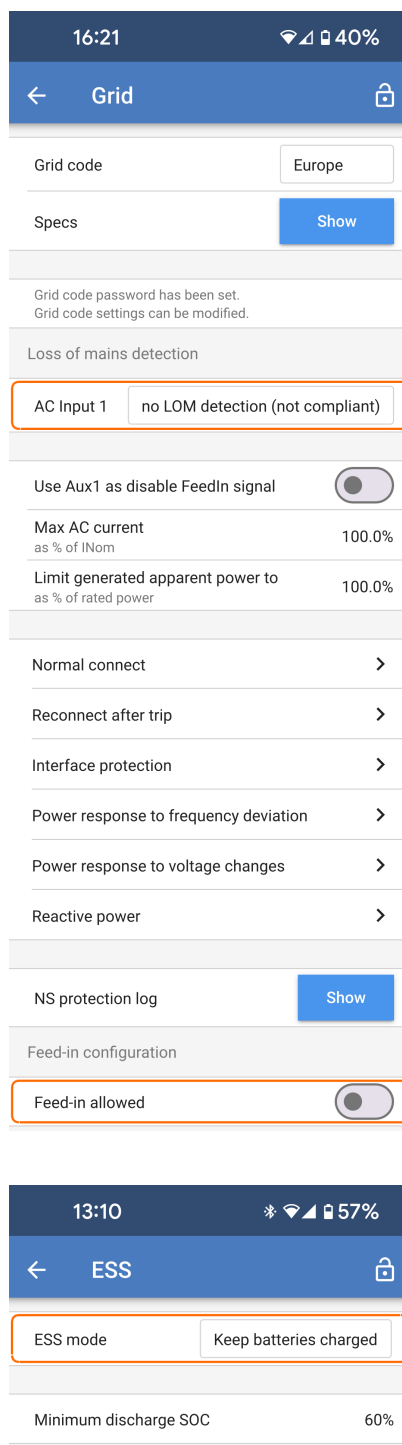 16:21 40%
Grid
Grid code Europe
Specs Show
Grid code password has been set.
Grid code settings can be modified.
Loss of mains detection
AC Input 1 no LOM detection (not compliant)
Use Aux1 as disable FeedIn signal
Max AC current 100.0%
as % of INom
Limit generated apparent power to 100.0%
as % of rated power
Normal connect
Reconnect after trip
Interface protection
Power response to frequency deviation
Power response to voltage changes
Reactive power
NS protection log Show
Feed-in configuration
Feed-in allowed
13:10 57%
ESS
ESS mode Keep batteries charged
Minimum discharge SOC 60%